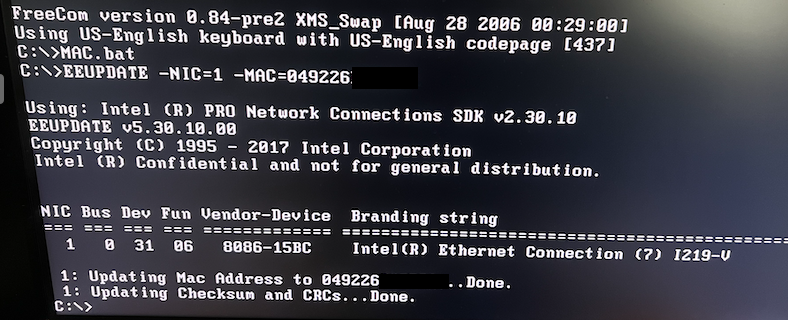 FreeCom version 0.84-pre2 XMS_Swap [Aug 28 2006 00:29:00]
Using US-English keyboard with US-English codepage [437]
C:\>MAC.bat
C:\>EEUPDATE -NIC=1 -MAC=049226
Using: Intel (R) PRO Network Connections SDK v2.30.10
EEUPDATE v5.30.10.00
Copyright (C) 1995 - 2017 Intel Corporation
Intel (R) Confidential and not for general distribution.
NIC Bus Dev Fun Vendor-Device Branding string
=== === === === ============= =================================================
1 0 31 06 8086-15BC Intel(R) Ethernet Connection (7) I219-V
1: Updating Mac Address to 049226 ..Done.
1: Updating Checksum and CRCs...Done.
C:\>